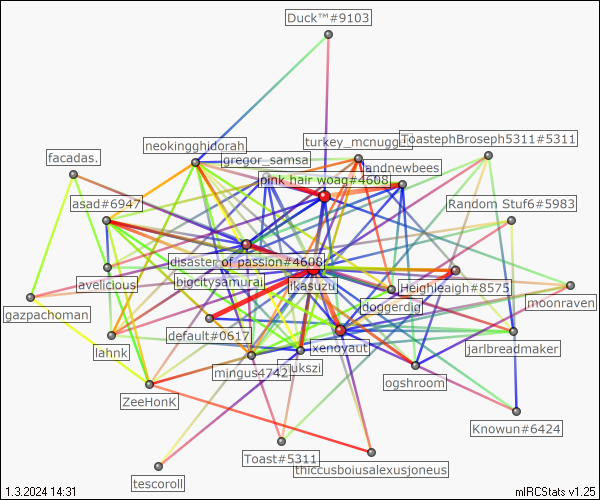 Duck™#9103
neokingghidorah
turkey_mcnugg
ToastephBroseph5311#5311
facadas.
gregor_samsa
andnewbees
pink hair woag#4608
asad#6947
Random Stuf6#5983
disaster of passion#4608
avelicious
bigcitysamurai
ikasuzu
Heighleaigh#8575
gazpachoman
doggerdig
moonraven
default#0617
lahnk
xenoyaut
jarlbreadmaker
mingus4742
ukszi
ogshroom
ZeeHonK
Knowun#6424
Toast#5311
thiccusboiusalexusjoneus
tescoroll
1.3.2024 14:31
mIRCStats v1.25